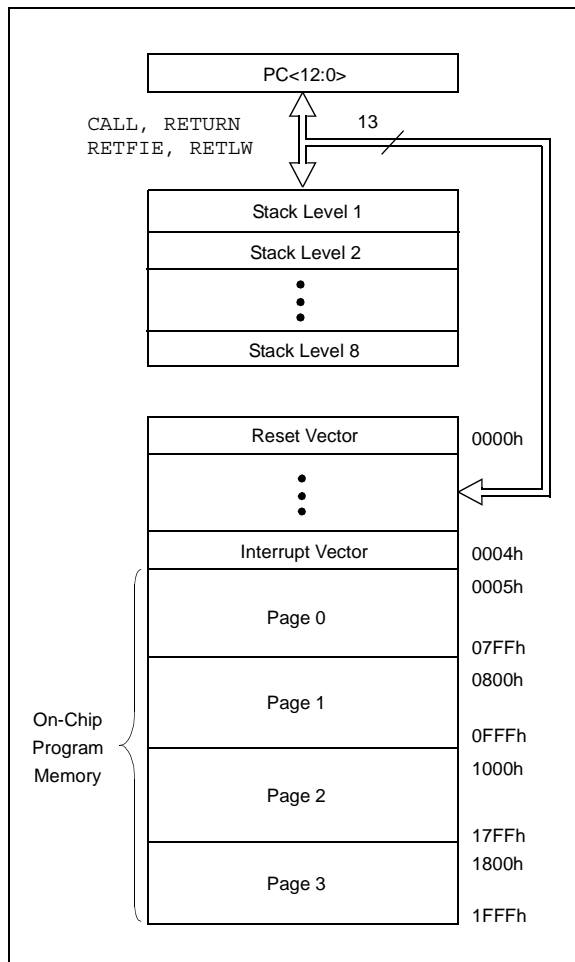 PC<12:0>
CALL, RETURN
RETFIE, RETLW
13
Stack Level 1
Stack Level 2
Stack Level 8
Reset Vector
0000h
Interrupt Vector
0004h
0005h
Page 0
07FFh
0800h
Page 1
0FFFh
On-Chip
Program
Memory
1000h
Page 2
17FFh
1800h
Page 3
1FFFh